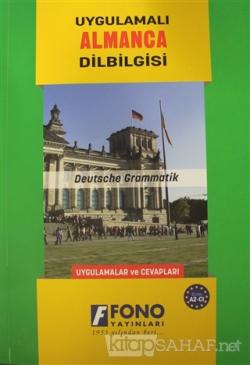 UYGULAMALI
ALMANCA
DİLBİLGİSİ
Deutsche Grammatik
UYGULAMALAR ve CEVAPLARI
FONO
YAYINLARI
1953 yılından beri...
A2-C1
kitapSAHAF.net